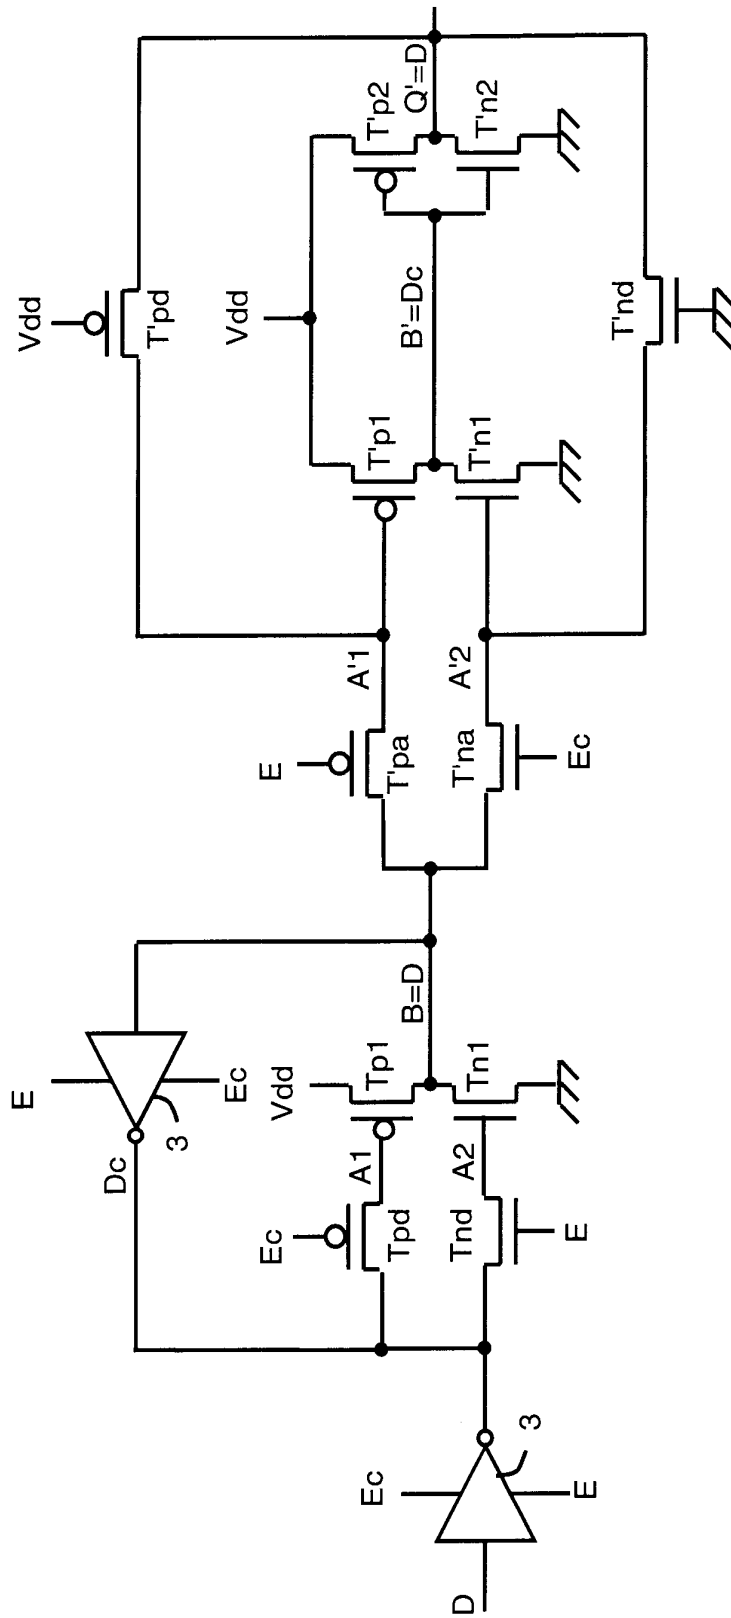 D
Ec
E
3
Dc
E
Ec
3
Ec
Tpd
A1
Vdd
Tp1
Tnd
E
A2
Tn1
B=D
E
T'pa
A'1
T'na
Ec
A'2
Vdd
T'pd
Vdd
T'p1
T'n1
B'=Dc
T'p2
T'n2
Q'=D
T'nd